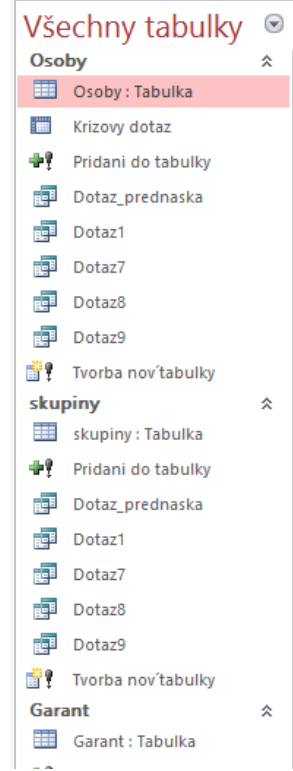 Všechny tabulky
Osoby
Osoby : Tabulka
Krizovy dotaz
Pridani do tabulky
Dotaz_prednaska
Dotaz1
Dotaz7
Dotaz8
Dotaz9
Tvorba nov´tabulky
skupiny
skupiny : Tabulka
Pridani do tabulky
Dotaz_prednaska
Dotaz1
Dotaz7
Dotaz8
Dotaz9
Tvorba nov´tabulky
Garant
Garant : Tabulka